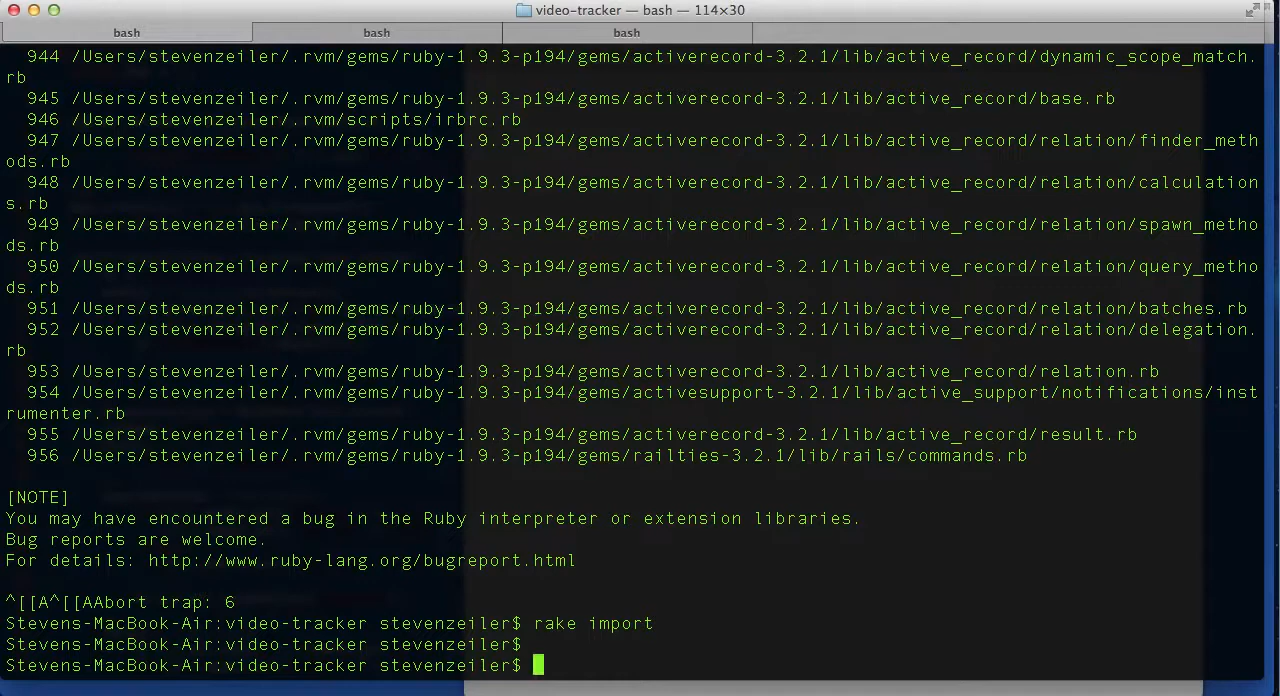 video-tracker — bash — 114×30
bash bash bash
944 /Users/stevenzeiler/.rvm/gems/ruby-1.9.3-p194/gems/activerecord-3.2.1/lib/active_record/dynamic_scope_match.
rb
945 /Users/stevenzeiler/.rvm/gems/ruby-1.9.3-p194/gems/activerecord-3.2.1/lib/active_record/base.rb
946 /Users/stevenzeiler/.rvm/scripts/irbrc.rb
947 /Users/stevenzeiler/.rvm/gems/ruby-1.9.3-p194/gems/activerecord-3.2.1/lib/active_record/relation/finder_meth
ods.rb
948 /Users/stevenzeiler/.rvm/gems/ruby-1.9.3-p194/gems/activerecord-3.2.1/lib/active_record/relation/calculation
s.rb
949 /Users/stevenzeiler/.rvm/gems/ruby-1.9.3-p194/gems/activerecord-3.2.1/lib/active_record/relation/spawn_metho
ds.rb
950 /Users/stevenzeiler/.rvm/gems/ruby-1.9.3-p194/gems/activerecord-3.2.1/lib/active_record/relation/query_metho
ds.rb
951 /Users/stevenzeiler/.rvm/gems/ruby-1.9.3-p194/gems/activerecord-3.2.1/lib/active_record/relation/batches.rb
952 /Users/stevenzeiler/.rvm/gems/ruby-1.9.3-p194/gems/activerecord-3.2.1/lib/active_record/relation/delegation.
rb
953 /Users/stevenzeiler/.rvm/gems/ruby-1.9.3-p194/gems/activerecord-3.2.1/lib/active_record/relation.rb
954 /Users/stevenzeiler/.rvm/gems/ruby-1.9.3-p194/gems/activesupport-3.2.1/lib/active_support/notifications/inst
rumenter.rb
955 /Users/stevenzeiler/.rvm/gems/ruby-1.9.3-p194/gems/activerecord-3.2.1/lib/active_record/result.rb
956 /Users/stevenzeiler/.rvm/gems/ruby-1.9.3-p194/gems/railties-3.2.1/lib/rails/commands.rb
[NOTE]
You may have encountered a bug in the Ruby interpreter or extension libraries.
Bug reports are welcome.
For details: http://www.ruby-lang.org/bugreport.html
^[[A^[[AAbort trap: 6
Stevens-MacBook-Air:video-tracker stevenzeiler$ rake import
Stevens-MacBook-Air:video-tracker stevenzeiler$
Stevens-MacBook-Air:video-tracker stevenzeiler$